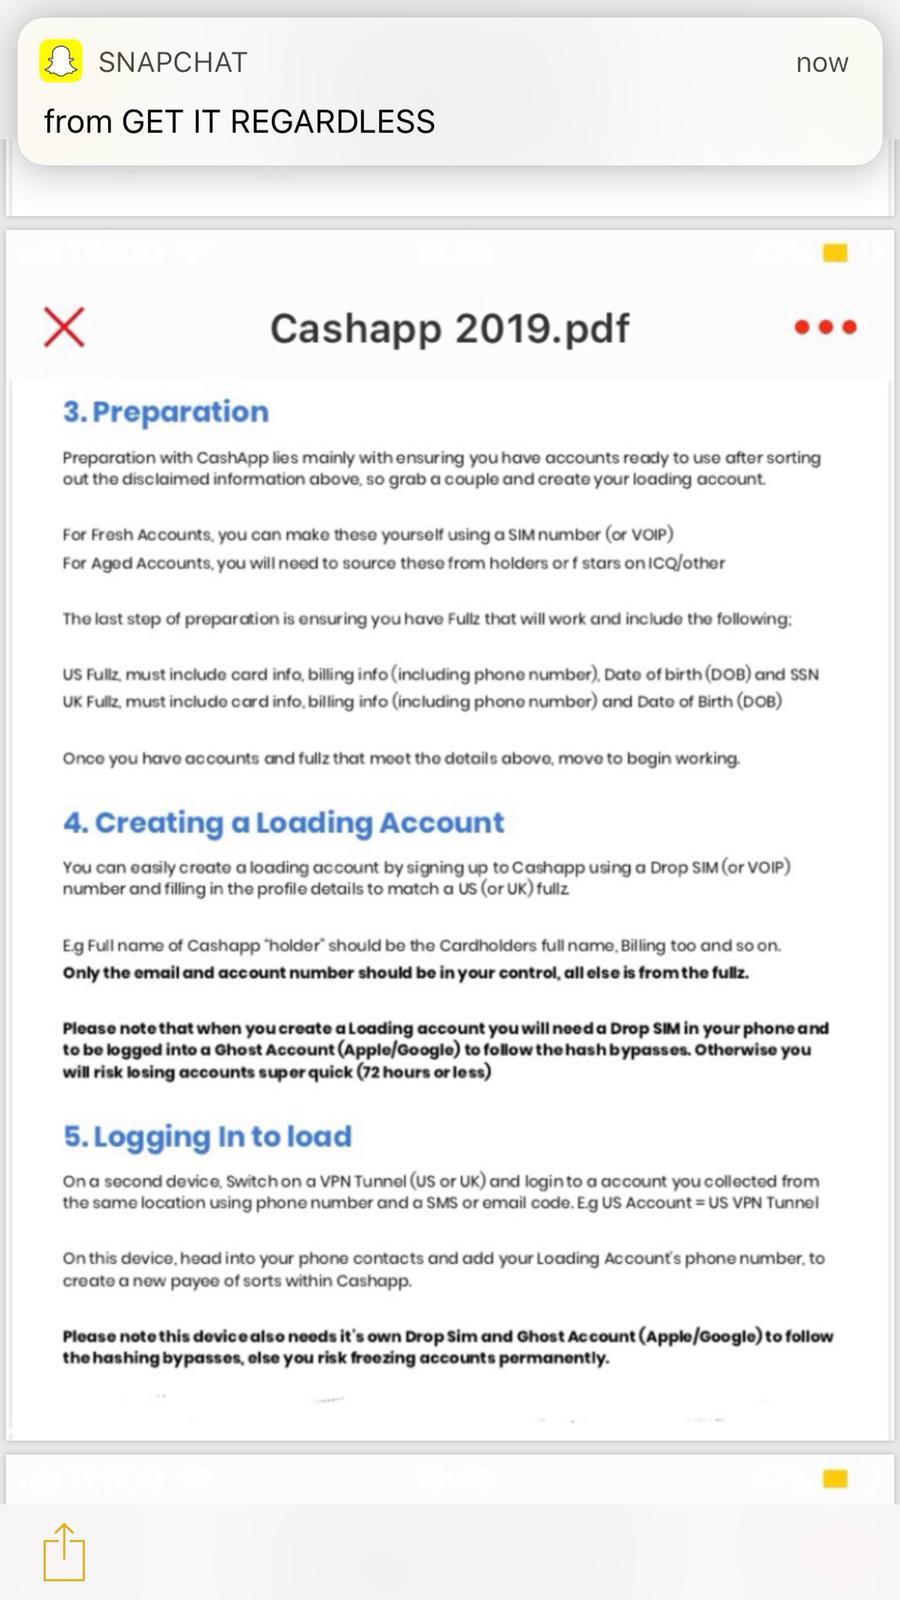 SNAPCHAT
now
from GET IT REGARDLESS
Cashapp 2019.pdf
3. Preparation
Preparation with CashApp lies mainly with ensuring you have accounts ready to use after sorting
out the disclaimed information above, so grab a couple and create your loading account.
For Fresh Accounts, you can make these yourself using a SIM number (or VOIP)
For Aged Accounts, you will need to source these from holders or f stars on ICQ/other
The last step of preparation is ensuring you have Fullz that will work and include the following;
US Fullz, must include card info, billing info (including phone number), Date of birth (DOB) and SSN
UK Fullz, must include card info, billing info (including phone number) and Date of Birth (DOB)
Once you have accounts and fullz that meet the details above, move to begin working.
4. Creating a Loading Account
You can easily create a loading account by signing up to Cashapp using a Drop SIM (or VOIP)
number and filling in the profile details to match a US (or UK) fullz
E.g Full name of Cashapp "holder" should be the Cardholders full name, Billing too and so on.
Only the email and account number should be in your control, all else is from the fullz.
Please note that when you create a Loading account you will need a Drop SIM in your phone and
to be logged into a Ghost Account (Apple/Google) to follow the hash bypasses. Otherwise you
will risk losing accounts super quick (72 hours or less)
5. Logging In to load
On a second device, Switch on a VPN Tunnel (US or UK) and login to a account you collected from
the same location using phone number and a SMS or email code. E.g US Account = US VPN Tunnel
On this device, head into your phone contacts and add your Loading Account's phone number, to
create a new payee of sorts within Cashapp.
Please note this device also needs it's own Drop Sim and Ghost Account (Apple/Google) to follow
the hashing bypasses, else you risk freezing accounts permanently.